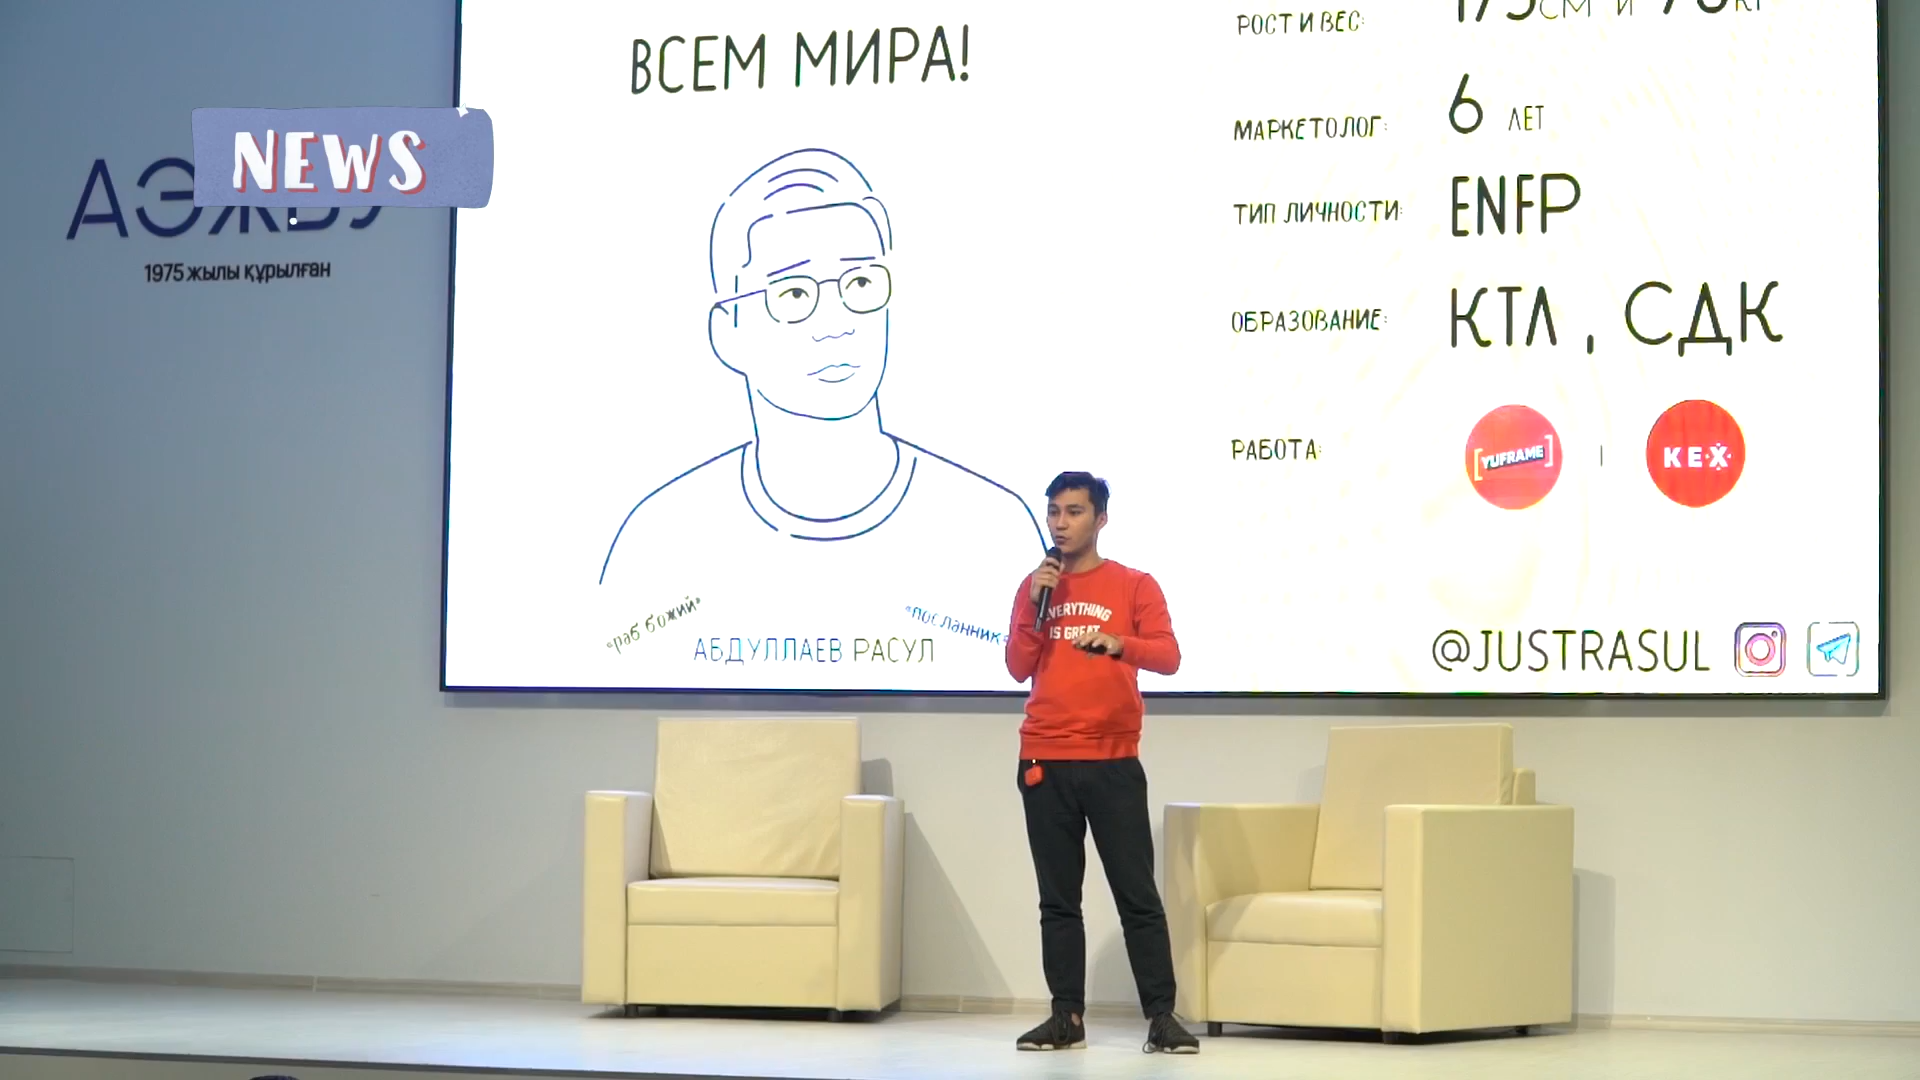 ВСЕМ МИРА!
NEWS
1975 жылы құрылған
РОСТ И ВЕС:
МАРКЕТОЛОГ: 6 ЛЕТ
ТИП ЛИЧНОСТИ: ENFP
ОБРАЗОВАНИЕ: КТЛ, СДК
РАБОТА: [YUFRAME] | KEX
«раб божий»
«посланник»
АБДУЛЛАЕВ РАСУЛ
@JUSTRASUL
EVERYTHING
IS GREAT